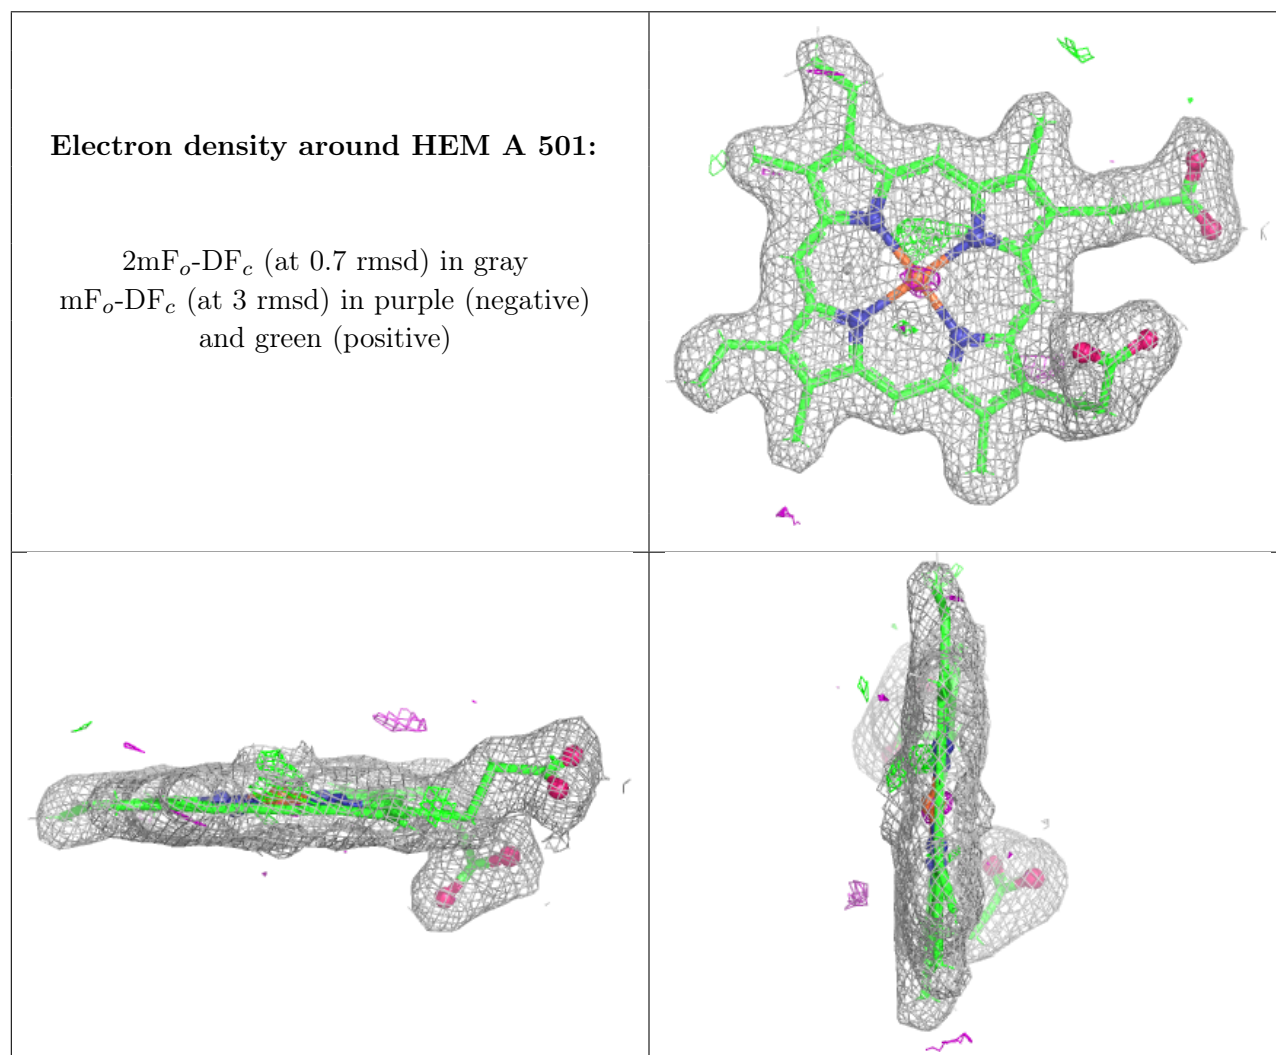 Electron density around HEM A 501:
2mFₒ-DF𝒸 (at 0.7 rmsd) in gray
mFₒ-DF𝒸 (at 3 rmsd) in purple (negative)
and green (positive)